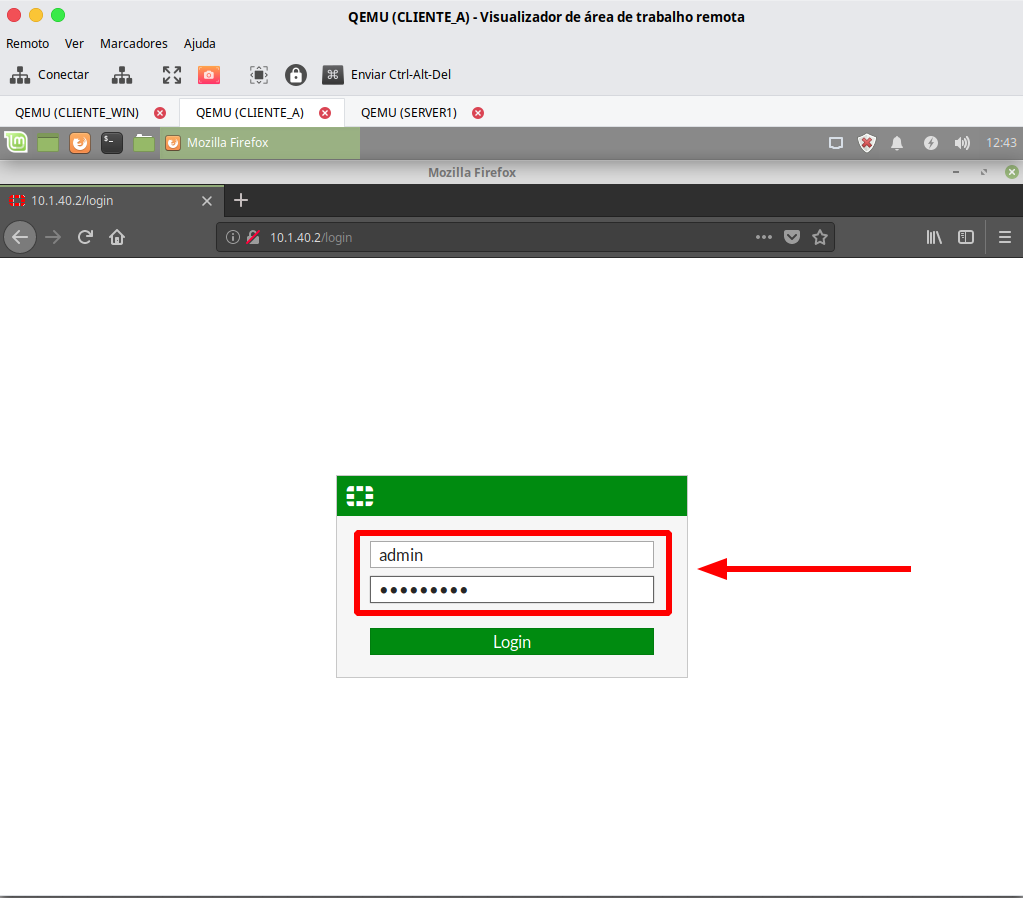 QEMU (CLIENTE_A) - Visualizador de área de trabalho remota
Remoto Ver Marcadores Ajuda
Conectar Enviar Ctrl-Alt-Del
QEMU (CLIENTE_WIN) QEMU (CLIENTE_A) QEMU (SERVER1)
Mozilla Firefox 12:43
Mozilla Firefox
10.1.40.2/login
10.1.40.2/login
admin
Login